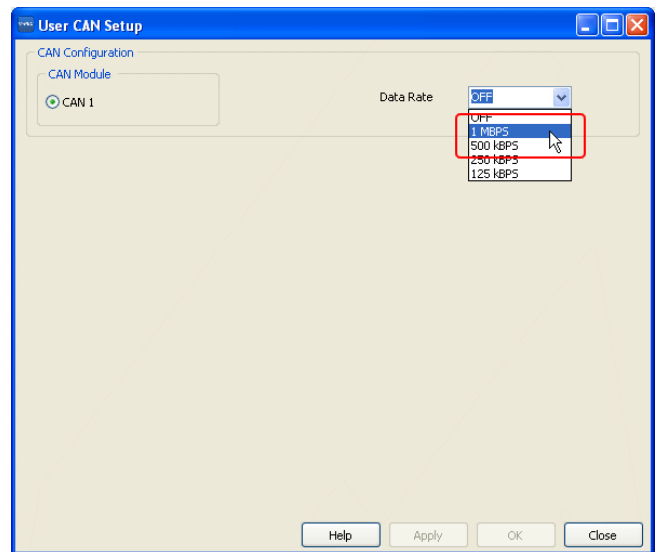 User CAN Setup
CAN Configuration
CAN Module
CAN 1
Data Rate
OFF
OFF
1 MBPS
500 kBPS
250 kBPS
125 kBPS
Help
Apply
OK
Close